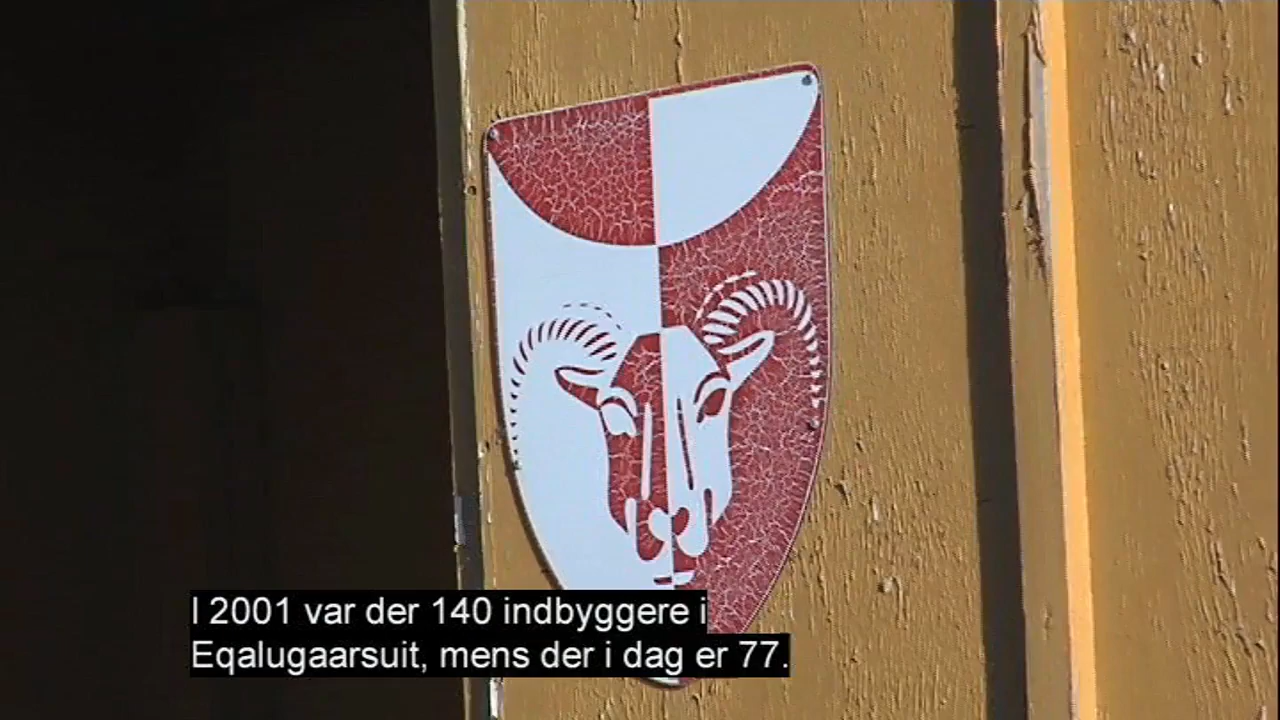 I 2001 var der 140 indbyggere i
Eqalugaarsuit, mens der i dag er 77.